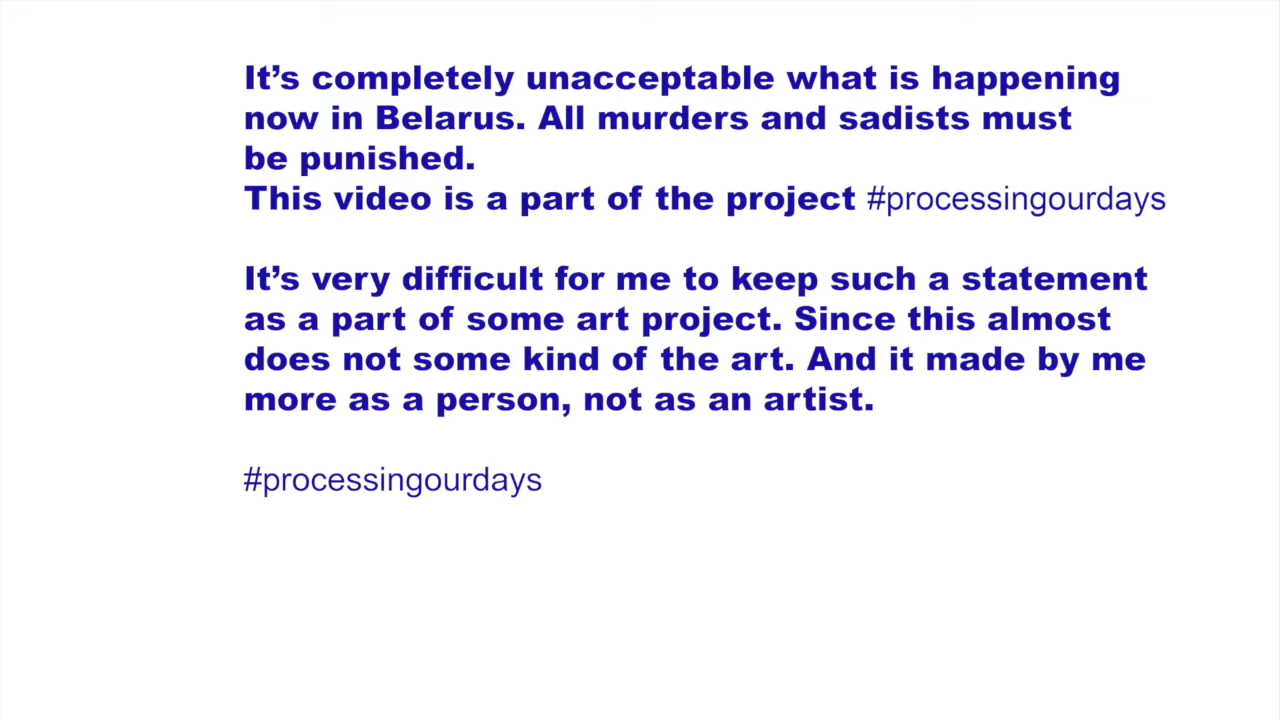 It’s completely unacceptable what is happening
now in Belarus. All murders and sadists must
be punished.
This video is a part of the project #processingourdays
It’s very difficult for me to keep such a statement
as a part of some art project. Since this almost
does not some kind of the art. And it made by me
more as a person, not as an artist.
#processingourdays